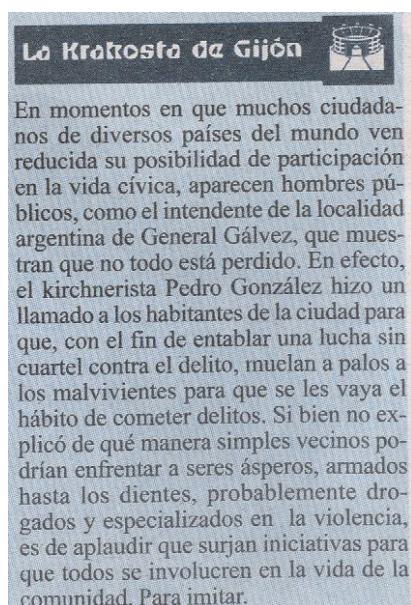 La Krakosta de Gijón
En momentos en que muchos ciudada-
nos de diversos países del mundo ven
reducida su posibilidad de participación
en la vida cívica, aparecen hombres pú-
blicos, como el intendente de la localidad
argentina de General Gálvez, que mues-
tran que no todo está perdido. En efecto,
el kirchnerista Pedro González hizo un
llamado a los habitantes de la ciudad para
que, con el fin de entablar una lucha sin
cuartel contra el delito, muelan a palos a
los malvivientes para que se les vaya el
hábito de cometer delitos. Si bien no ex-
plicó de qué manera simples vecinos po-
drían enfrentar a seres ásperos, armados
hasta los dientes, probablemente dro-
gados y especializados en la violencia,
es de aplaudir que surjan iniciativas para
que todos se involucren en la vida de la
comunidad. Para imitar.